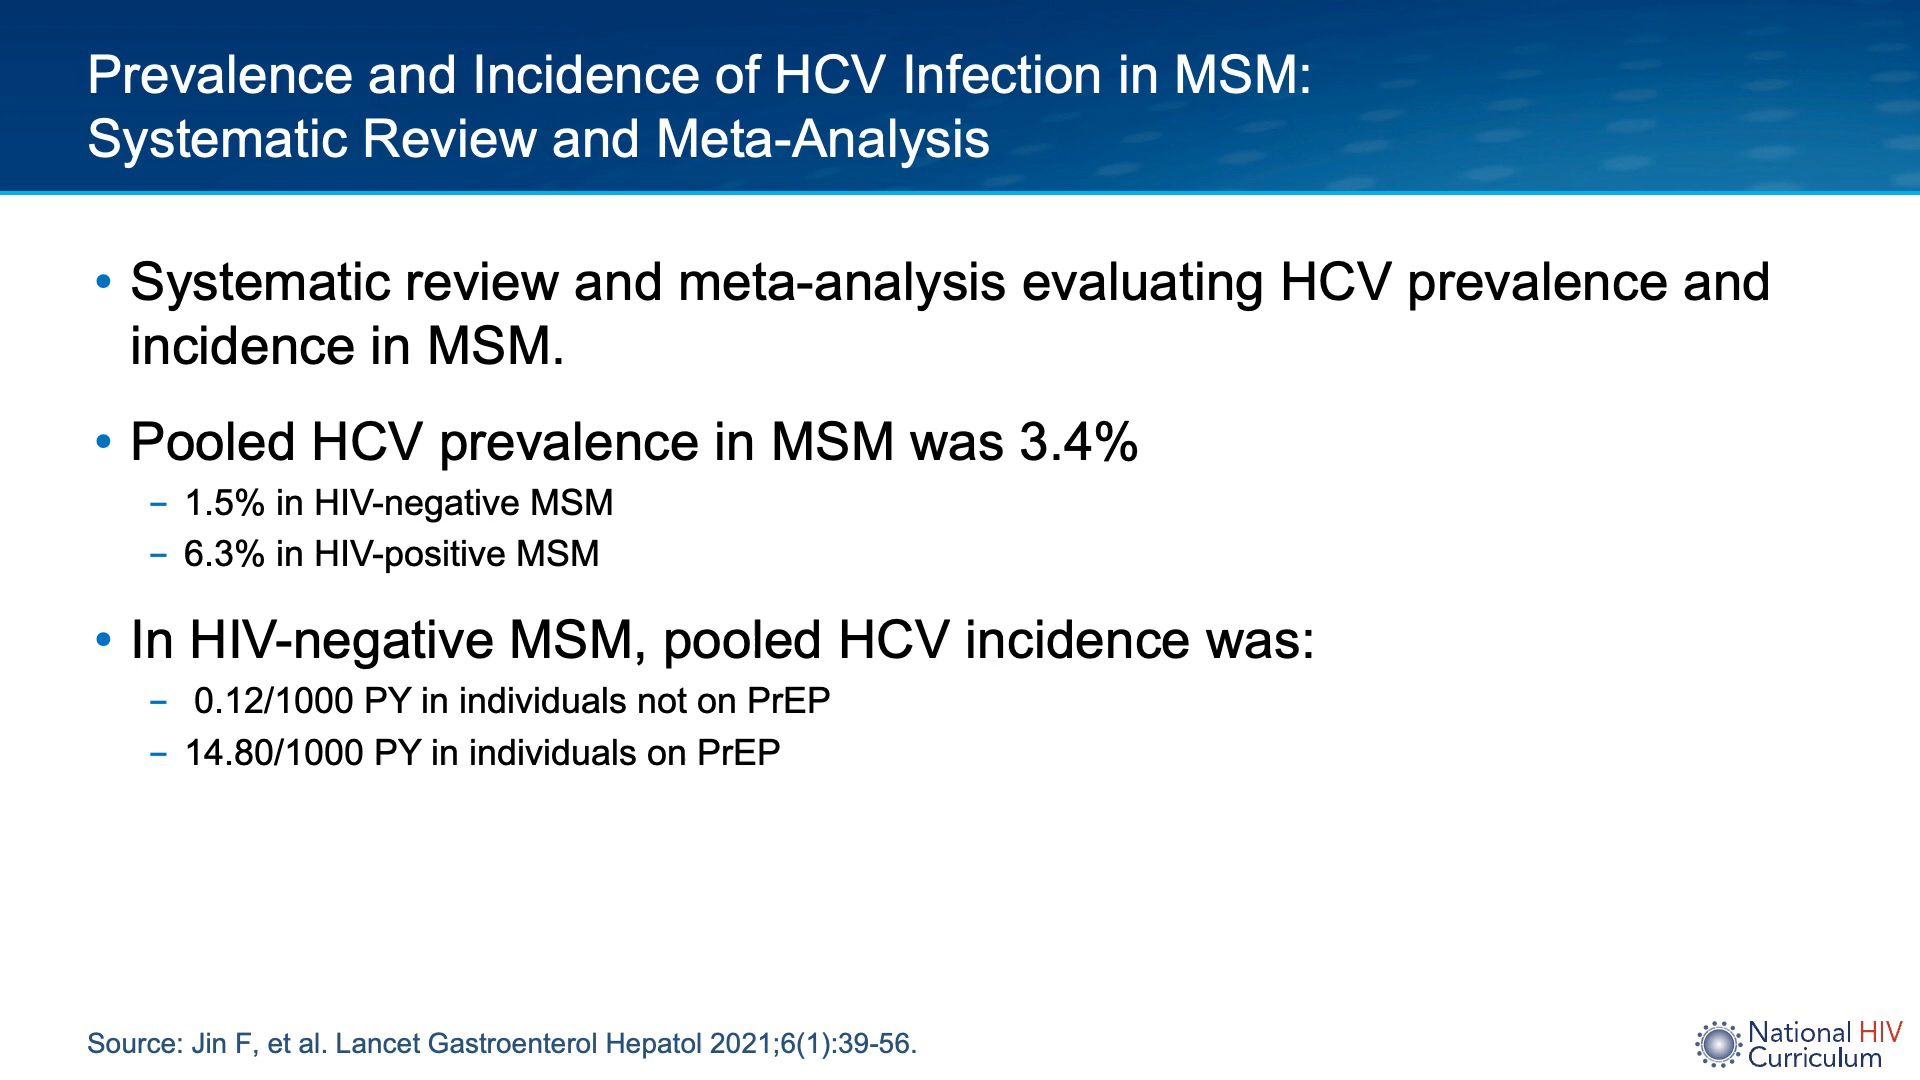 Prevalence and Incidence of HCV Infection in MSM:
Systematic Review and Meta-Analysis
• Systematic review and meta-analysis evaluating HCV prevalence and
incidence in MSM.
• Pooled HCV prevalence in MSM was 3.4%
– 1.5% in HIV-negative MSM
– 6.3% in HIV-positive MSM
• In HIV-negative MSM, pooled HCV incidence was:
– 0.12/1000 PY in individuals not on PrEP
– 14.80/1000 PY in individuals on PrEP
Source: Jin F, et al. Lancet Gastroenterol Hepatol 2021;6(1):39-56.
National HIV
Curriculum